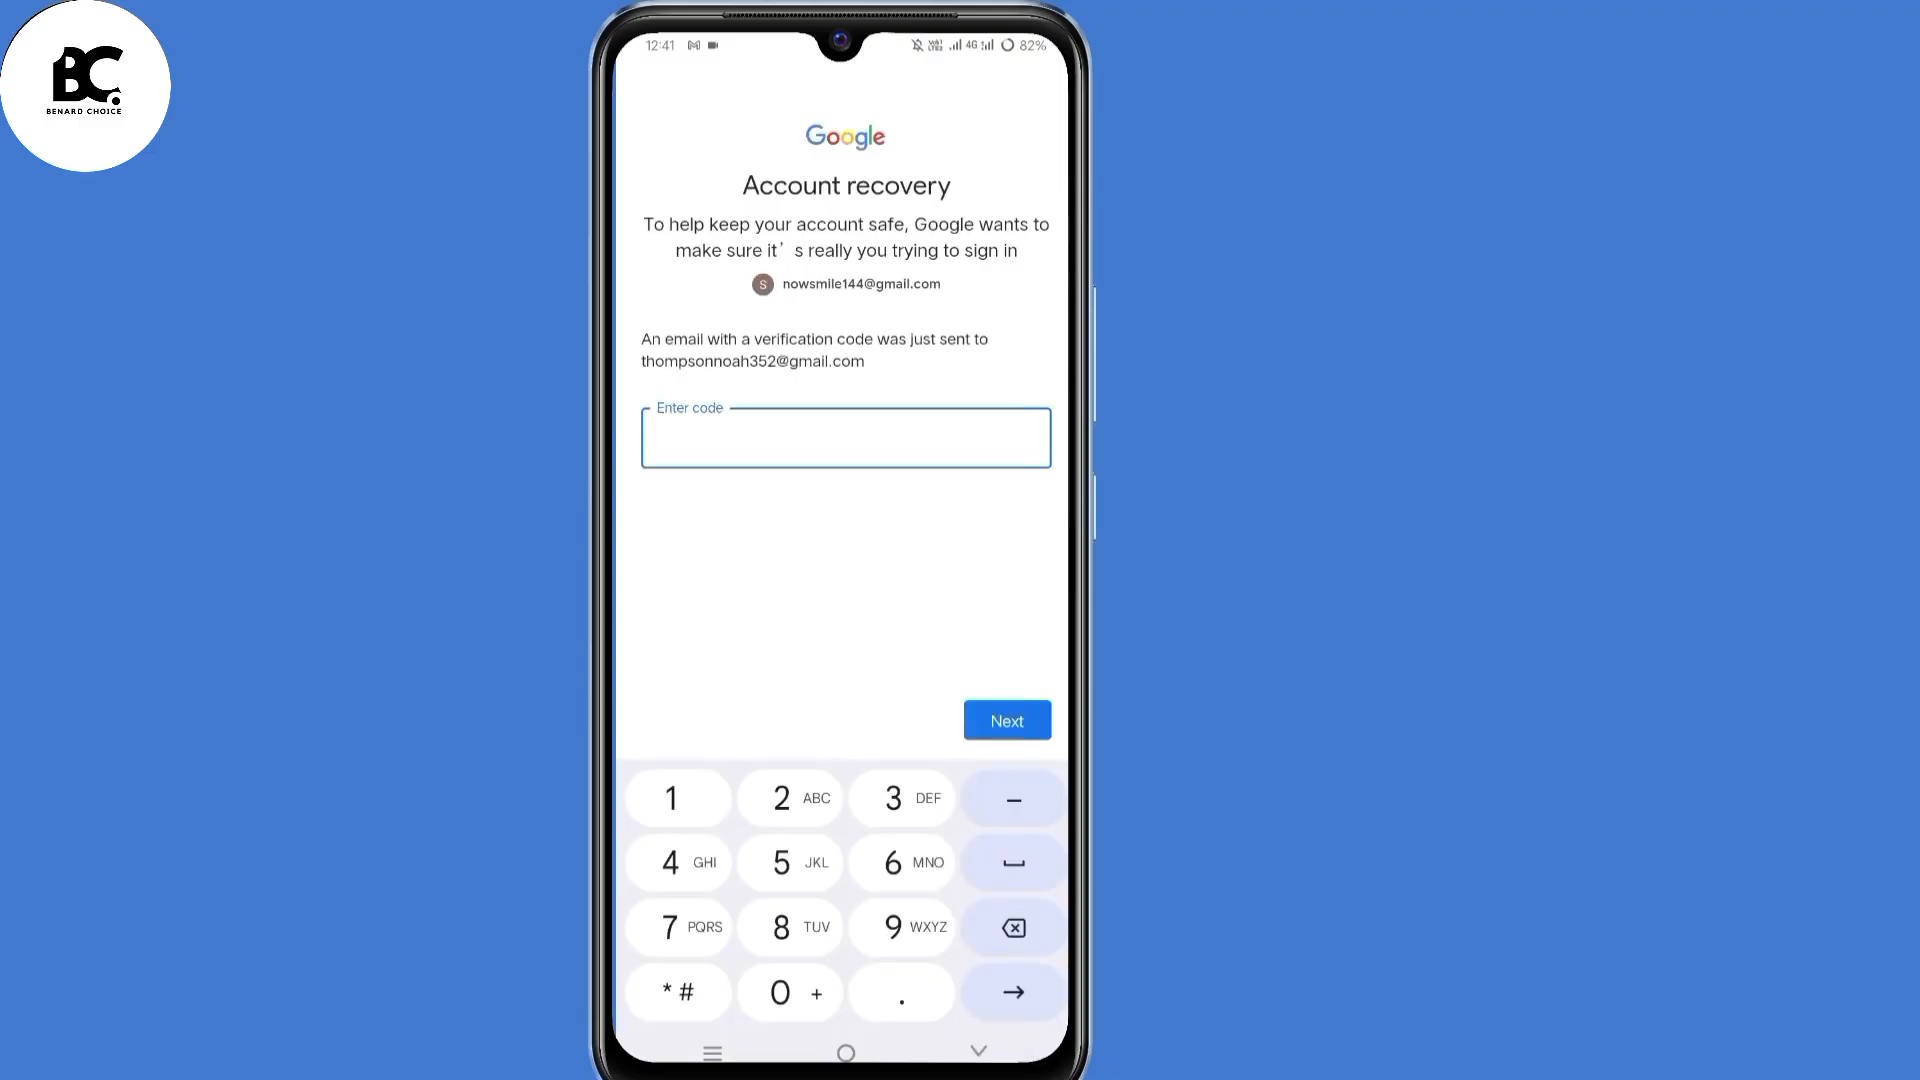 BC.
BENARD CHOICE
12:41
4G 82%
Google
Account recovery
To help keep your account safe, Google wants to
make sure it’s really you trying to sign in
S nowsmile144@gmail.com
An email with a verification code was just sent to
thompsonnoah352@gmail.com
Enter code
Next
1 2 ABC 3 DEF –
4 GHI 5 JKL 6 MNO
7 PQRS 8 TUV 9 WXYZ
* # 0 + .